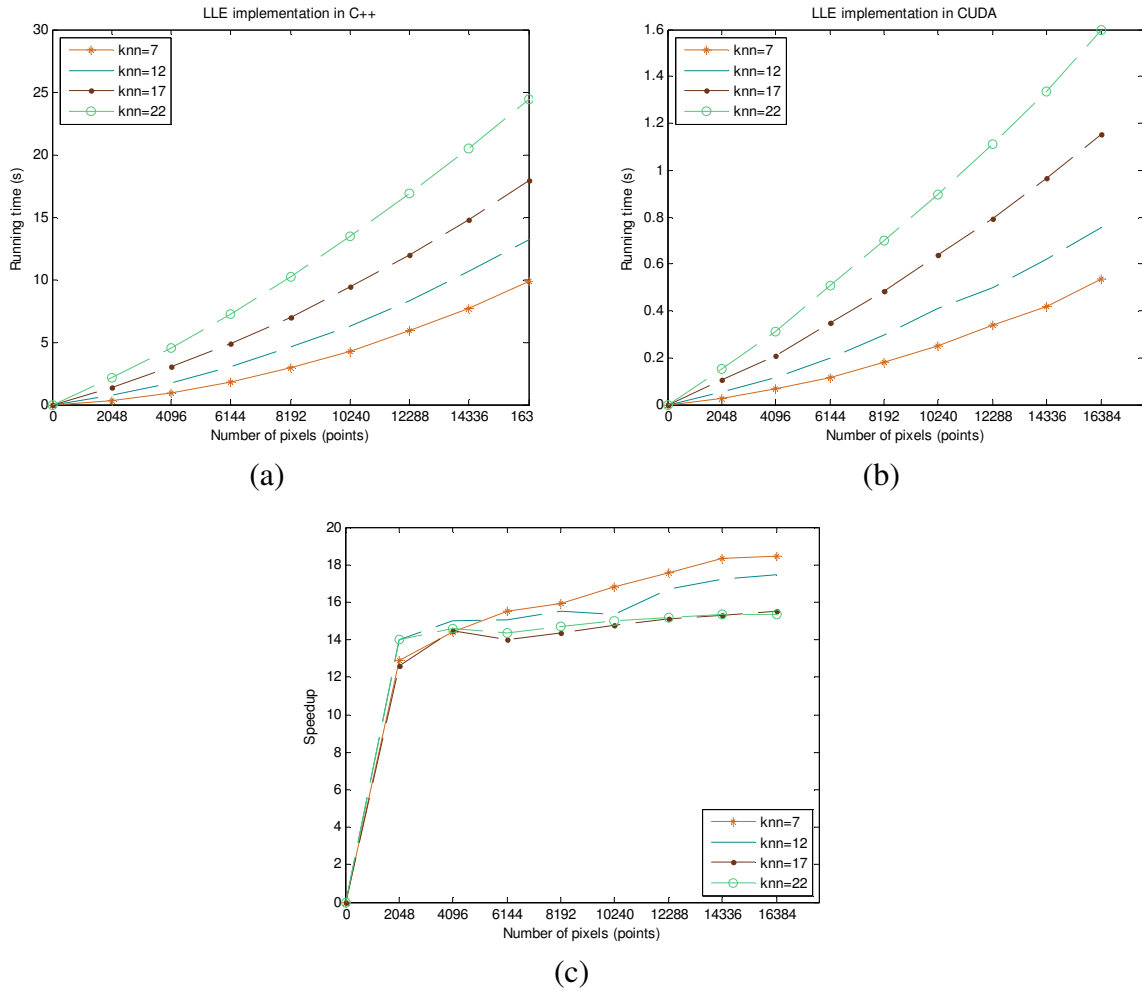 LLE implementation in C++
30
25
20
15
10
5
0
Running time (s)
knn=7
knn=12
knn=17
knn=22
0 2048 4096 6144 8192 10240 12288 14336 163
Number of pixels (points)
(a)
LLE implementation in CUDA
1.6
1.4
1.2
1
0.8
0.6
0.4
0.2
0
Running time (s)
knn=7
knn=12
knn=17
knn=22
0 2048 4096 6144 8192 10240 12288 14336 16384
Number of pixels (points)
(b)
20
18
16
14
12
10
8
6
4
2
0
Speedup
knn=7
knn=12
knn=17
knn=22
0 2048 4096 6144 8192 10240 12288 14336 16384
Number of pixels (points)
(c)